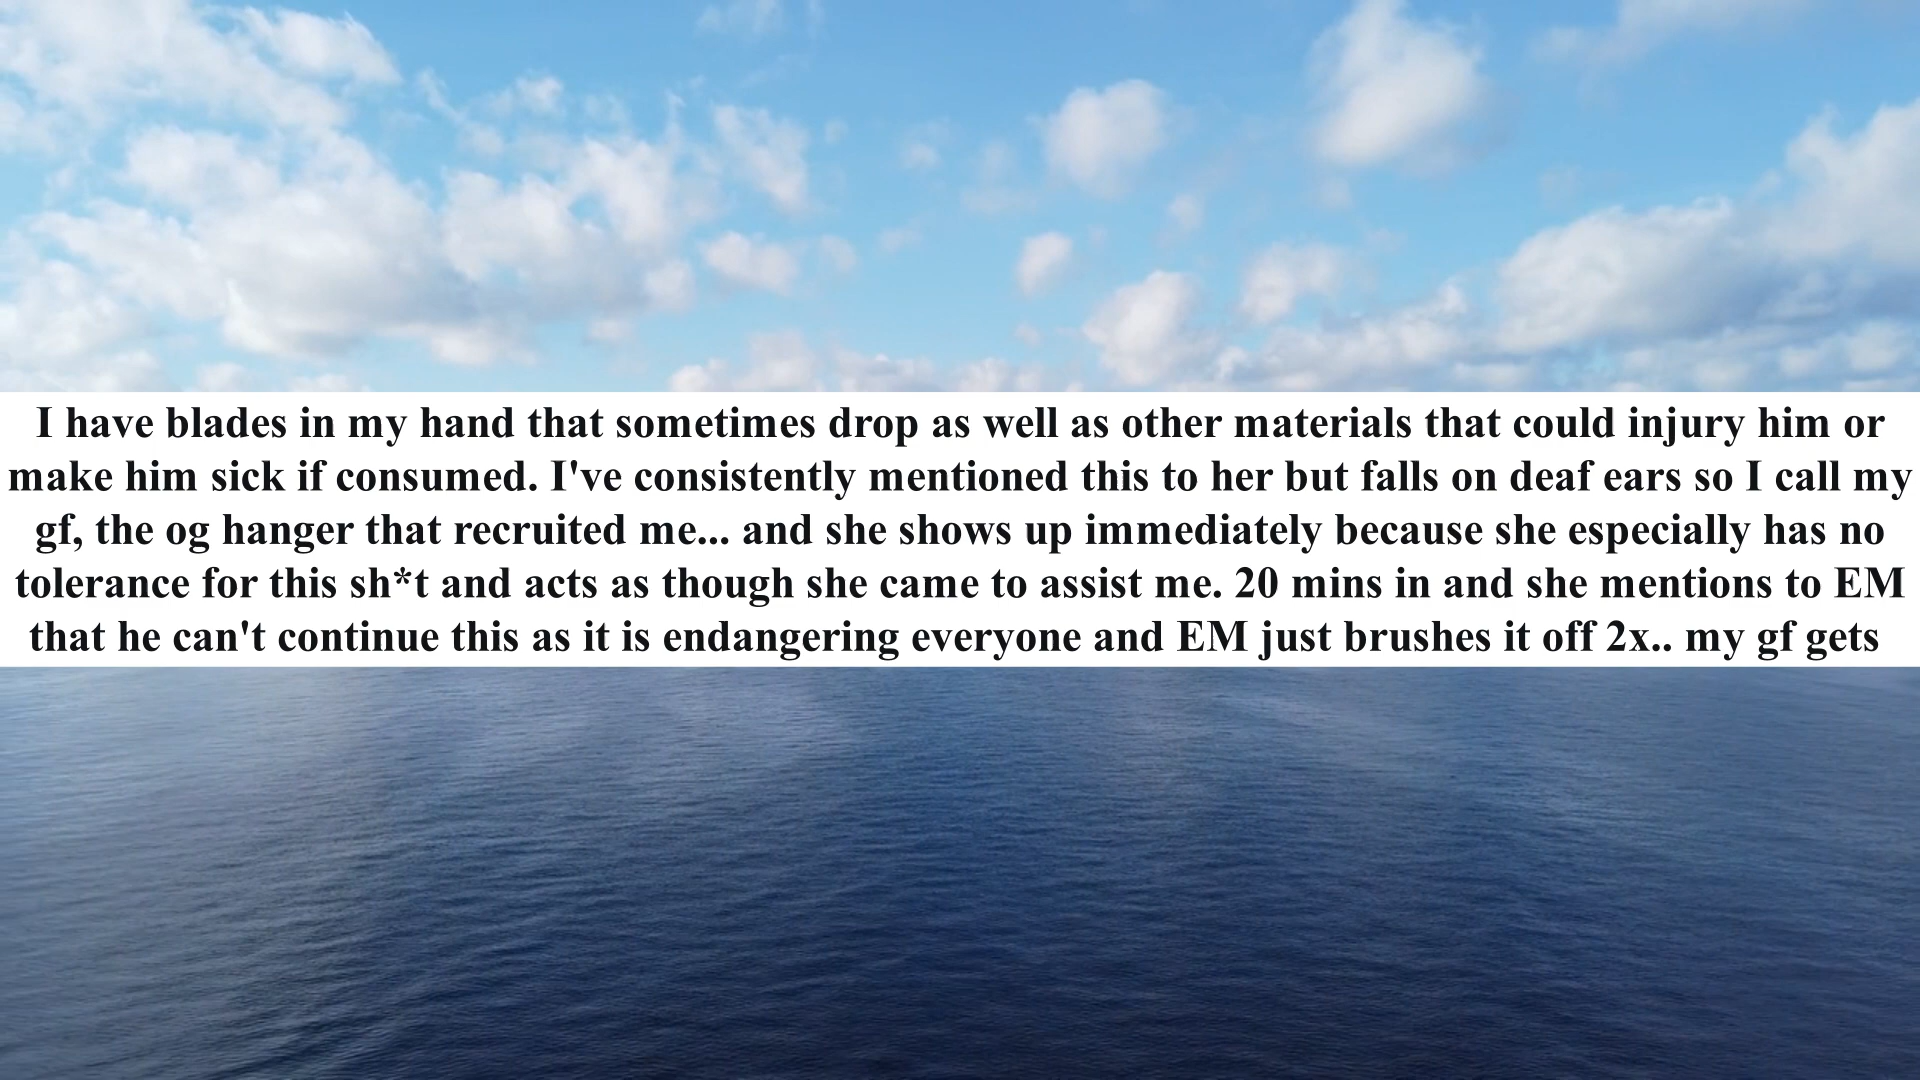 I have blades in my hand that sometimes drop as well as other materials that could injury him or
make him sick if consumed. I've consistently mentioned this to her but falls on deaf ears so I call my
gf, the og hanger that recruited me... and she shows up immediately because she especially has no
tolerance for this sh*t and acts as though she came to assist me. 20 mins in and she mentions to EM
that he can't continue this as it is endangering everyone and EM just brushes it off 2x.. my gf gets